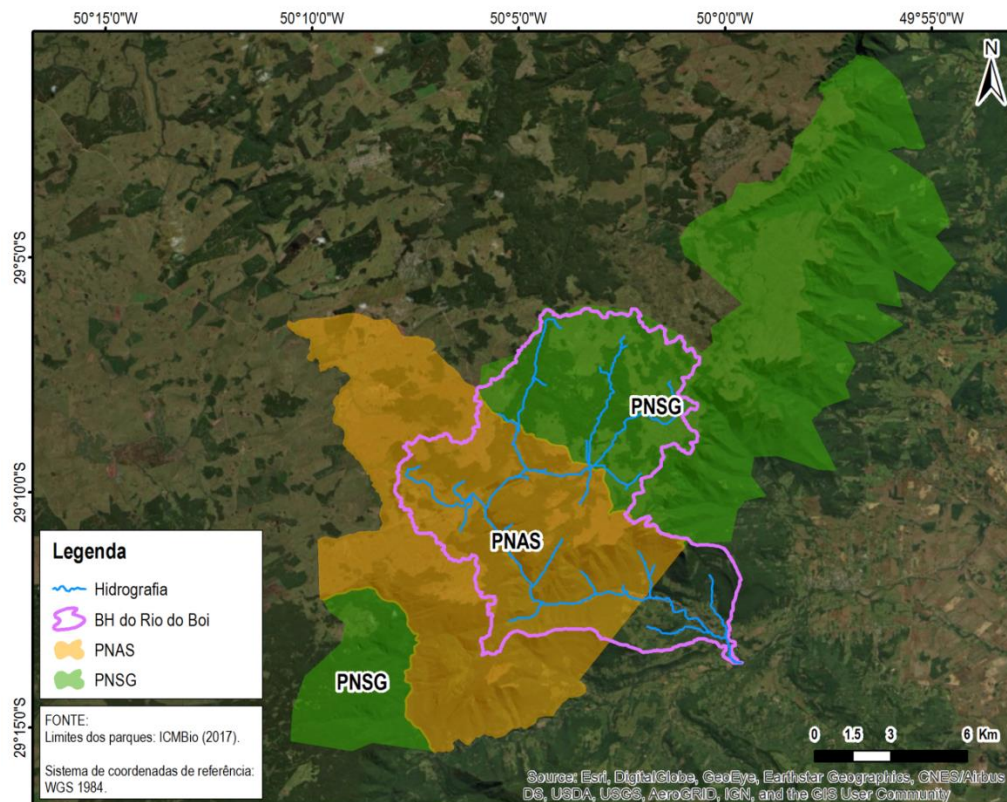 50°15'0"W 50°10'0"W 50°5'0"W 50°0'0"W 49°55'0"W
N
29°5'0"S
PNSG
29°10'0"S
PNAS
Legenda
Hidrografia
BH do Rio do Boi
PNAS
PNSG
PNSG
29°15'0"S
FONTE:
Limites dos parques: ICMBio (2017).
Sistema de coordenadas de referência:
WGS 1984.
0 1.5 3 6 Km
Source: Esri, DigitalGlobe, GeoEye, Earthstar Geographics, CNES/Airbus
DS, USDA, USGS, AeroGRID, IGN, and the GIS User Community